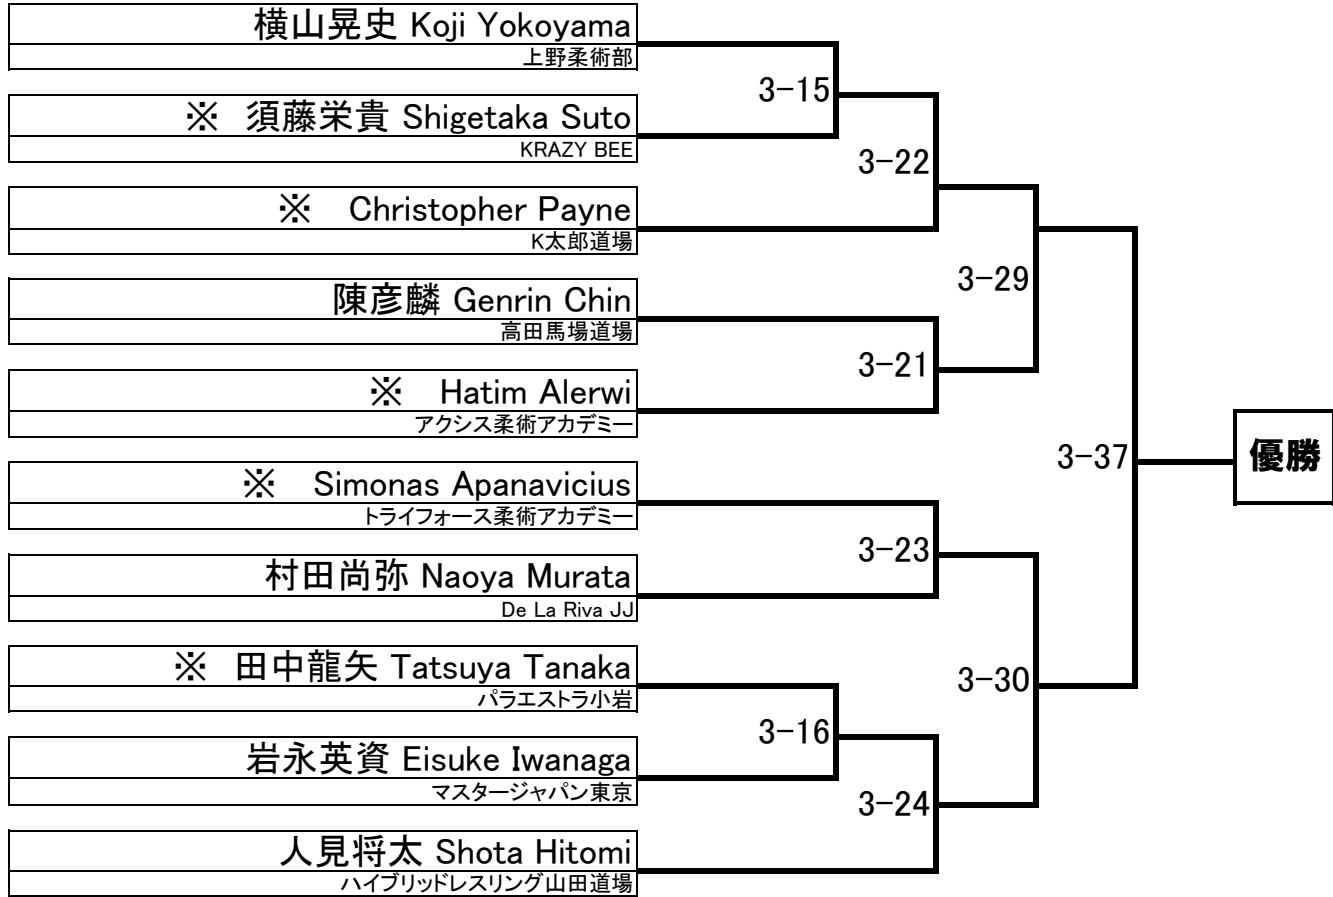 横山晃史 Koji Yokoyama
上野柔術部
3-15
※ 須藤栄貴 Shigetaka Suto
KRAZY BEE
3-22
※ Christopher Payne
K太郎道場
3-29
陳彦麟 Genrin Chin
高田馬場道場
3-21
※ Hatim Alerwi
アクシス柔術アカデミー
3-37
優勝
※ Simonas Apanavicius
トライフォース柔術アカデミー
3-23
村田尚弥 Naoya Murata
De La Riva JJ
※ 田中龍矢 Tatsuya Tanaka
パラエストラ小岩
3-30
3-16
岩永英資 Eisuke Iwanaga
マスタージャパン東京
3-24
人見将太 Shota Hitomi
ハイブリッドレスリング山田道場